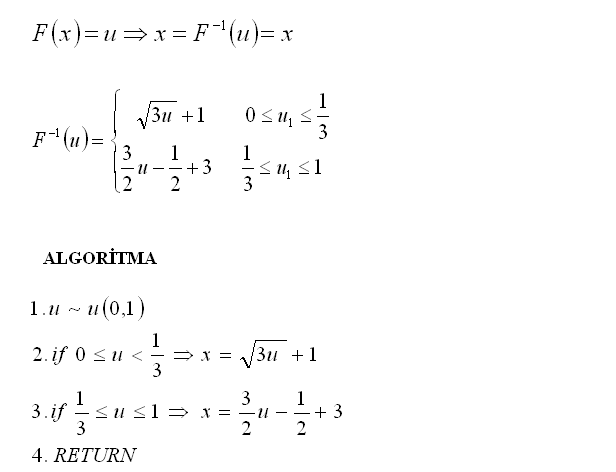 F(x) = u ⇒ x = F⁻¹(u) = x
F⁻¹(u) = { √(3u) + 1    0 ≤ u₁ ≤ 1/3
3/2 u − 1/2 + 3    1/3 ≤ u₁ ≤ 1
ALGORİTMA
1. u ~ u(0,1)
2. if 0 ≤ u < 1/3 ⇒ x = √(3u) + 1
3. if 1/3 ≤ u ≤ 1 ⇒ x = 3/2 u − 1/2 + 3
4. RETURN